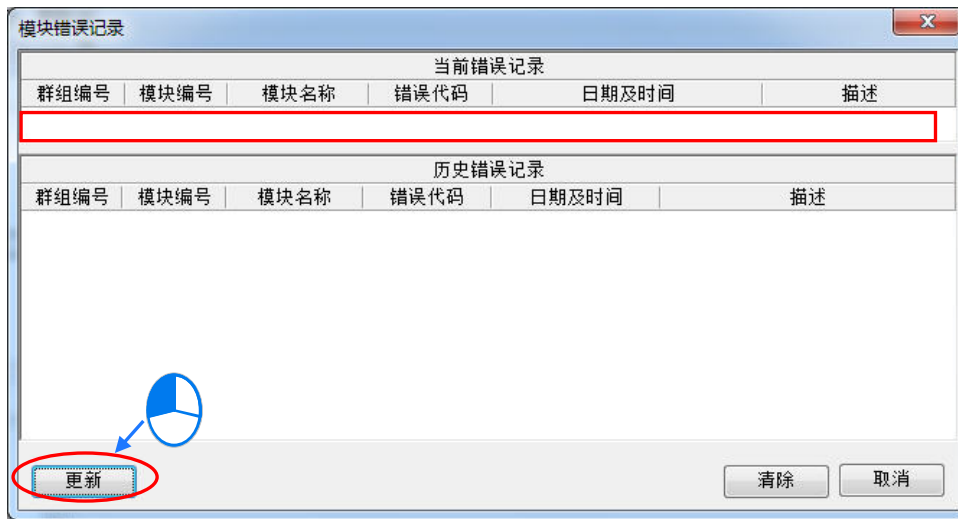 模块错误记录
当前错误记录
群组编号 模块编号 模块名称 错误代码 日期及时间 描述
历史错误记录
群组编号 模块编号 模块名称 错误代码 日期及时间 描述
更新 清除 取消